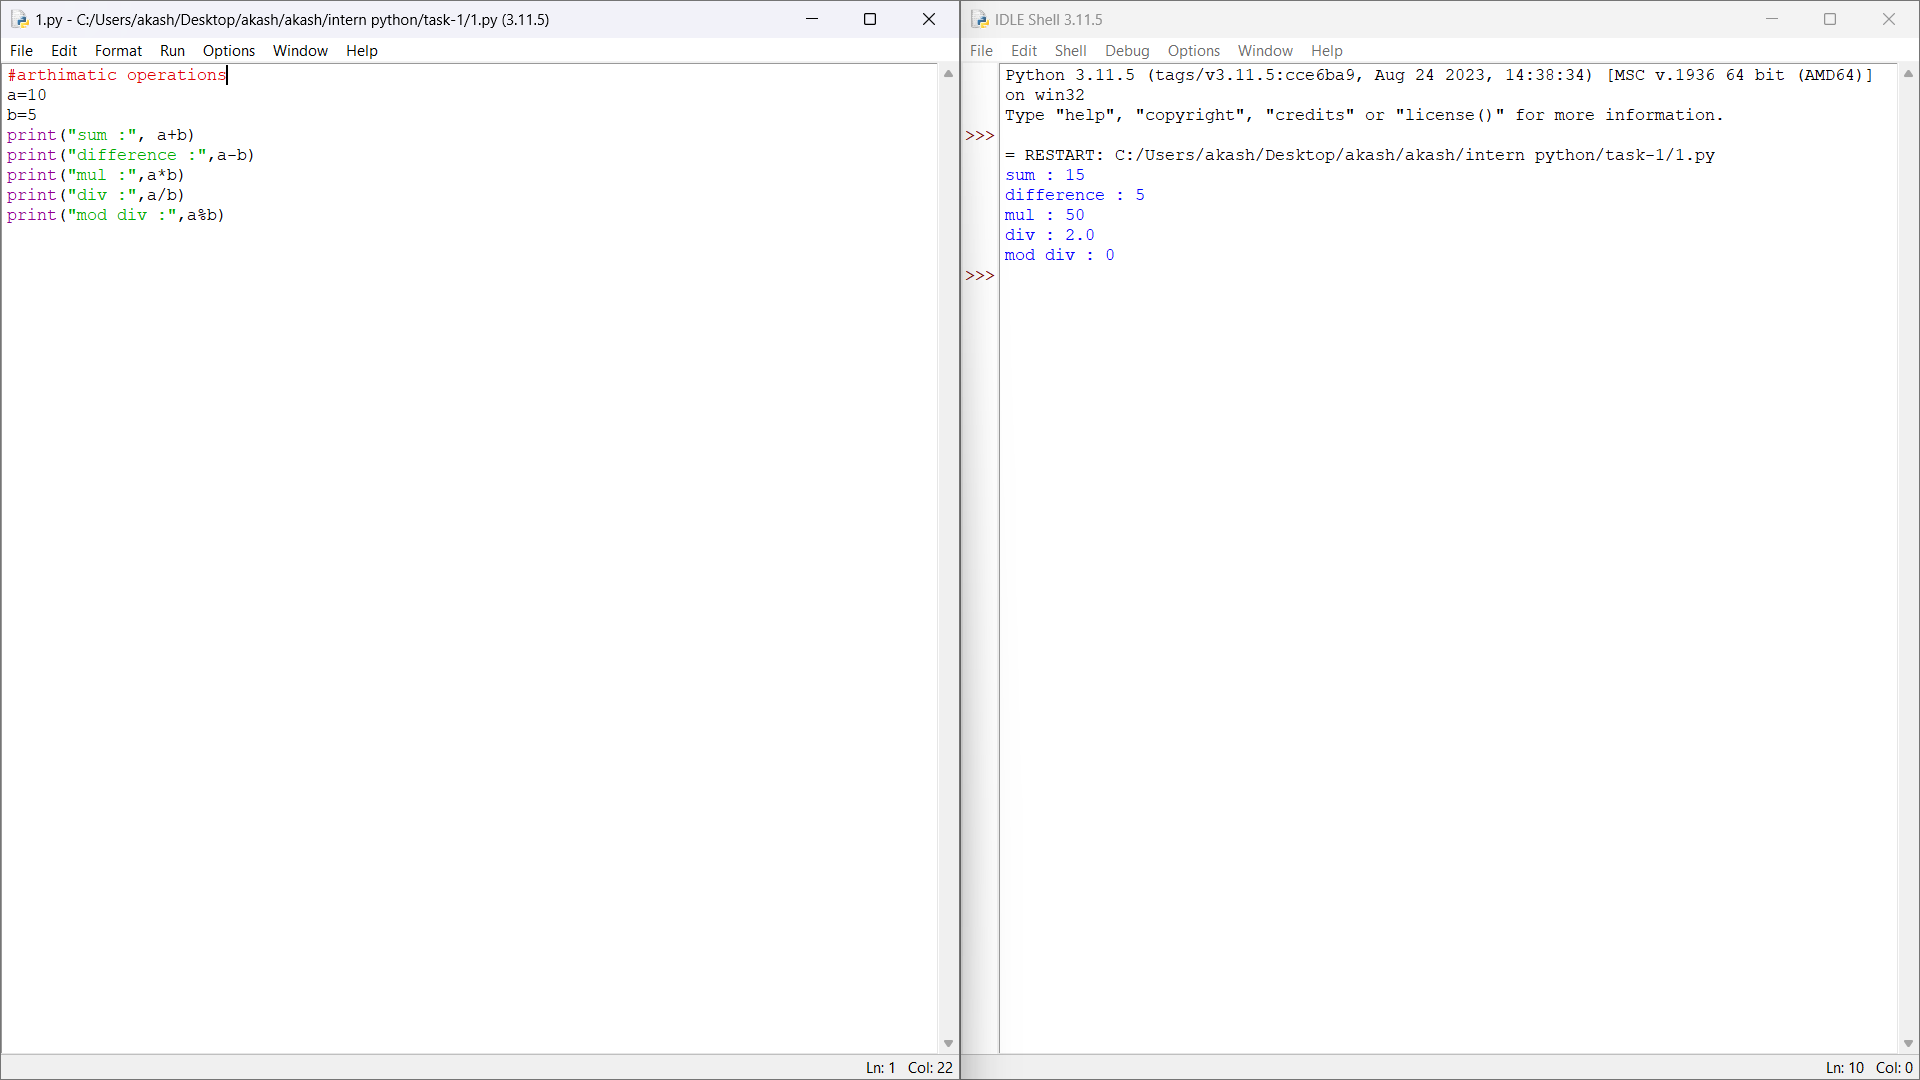 1.py - C:/Users/akash/Desktop/akash/akash/intern python/task-1/1.py (3.11.5)
File Edit Format Run Options Window Help
#arthimatic operations
a=10
b=5
print("sum :", a+b)
print("difference :",a-b)
print("mul :",a*b)
print("div :",a/b)
print("mod div :",a%b)
Ln: 1 Col: 22
IDLE Shell 3.11.5
File Edit Shell Debug Options Window Help
Python 3.11.5 (tags/v3.11.5:cce6ba9, Aug 24 2023, 14:38:34) [MSC v.1936 64 bit (AMD64)]
on win32
Type "help", "copyright", "credits" or "license()" for more information.
>>>
= RESTART: C:/Users/akash/Desktop/akash/akash/intern python/task-1/1.py
sum : 15
difference : 5
mul : 50
div : 2.0
mod div : 0
>>>
Ln: 10 Col: 0